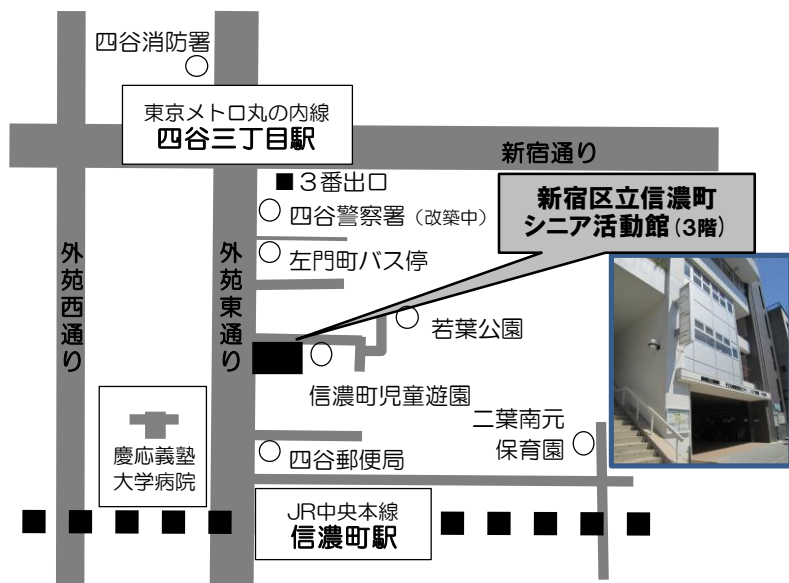 四谷消防署
東京メトロ丸の内線
四谷三丁目駅
新宿通り
■３番出口
四谷警察署（改築中）
新宿区立信濃町
シニア活動館（3階）
左門町バス停
外苑西通り
外苑東通り
若葉公園
信濃町児童遊園
二葉南元
保育園
慶応義塾
大学病院
四谷郵便局
JR中央本線
信濃町駅